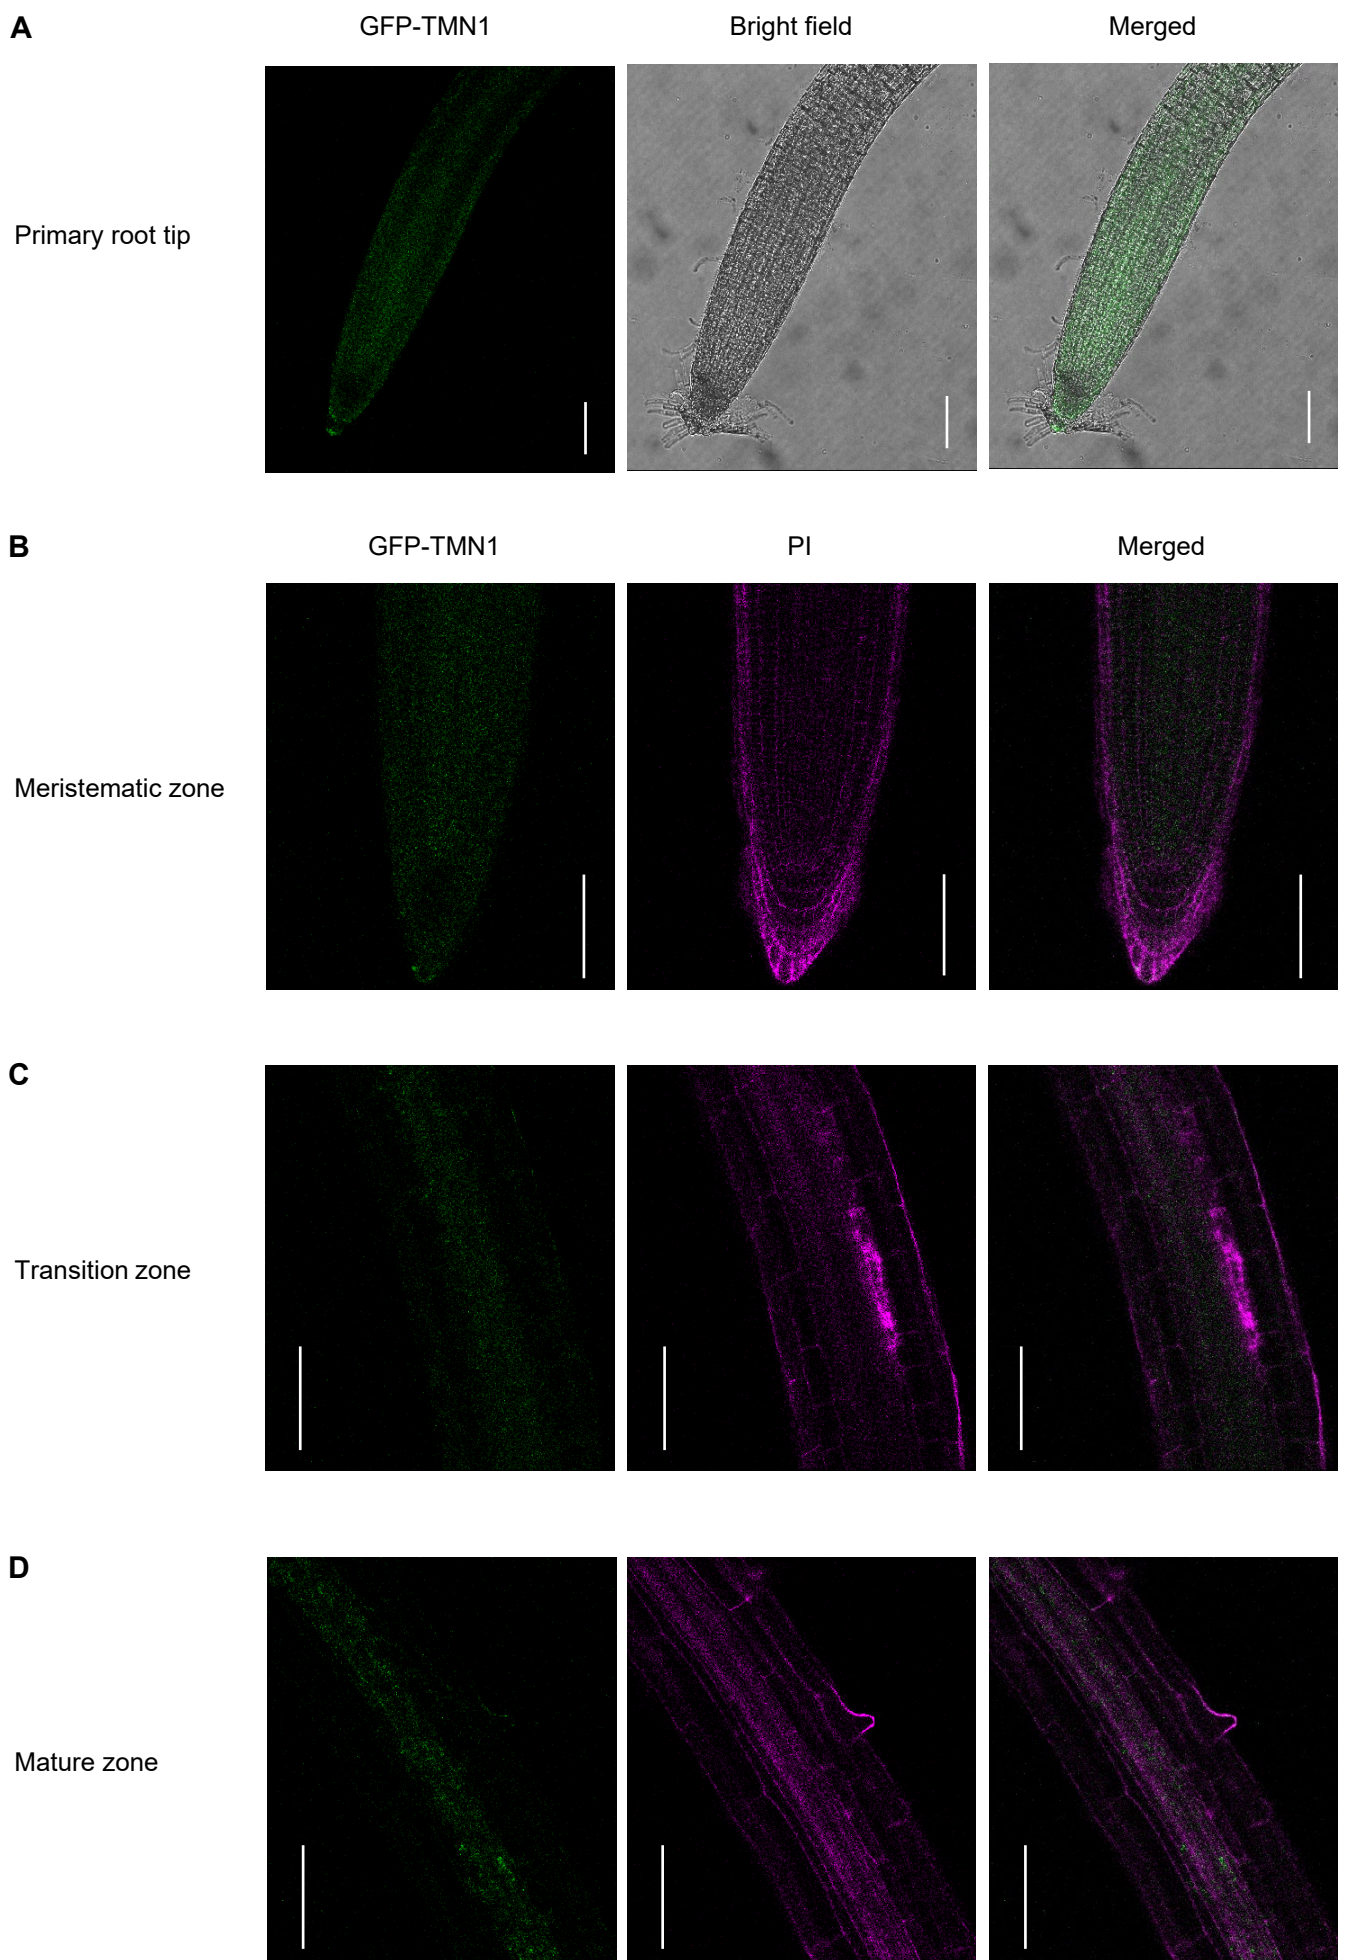 A
GFP-TMN1
Bright field
Merged
Primary root tip
B
GFP-TMN1
PI
Merged
Meristematic zone
C
Transition zone
D
Mature zone